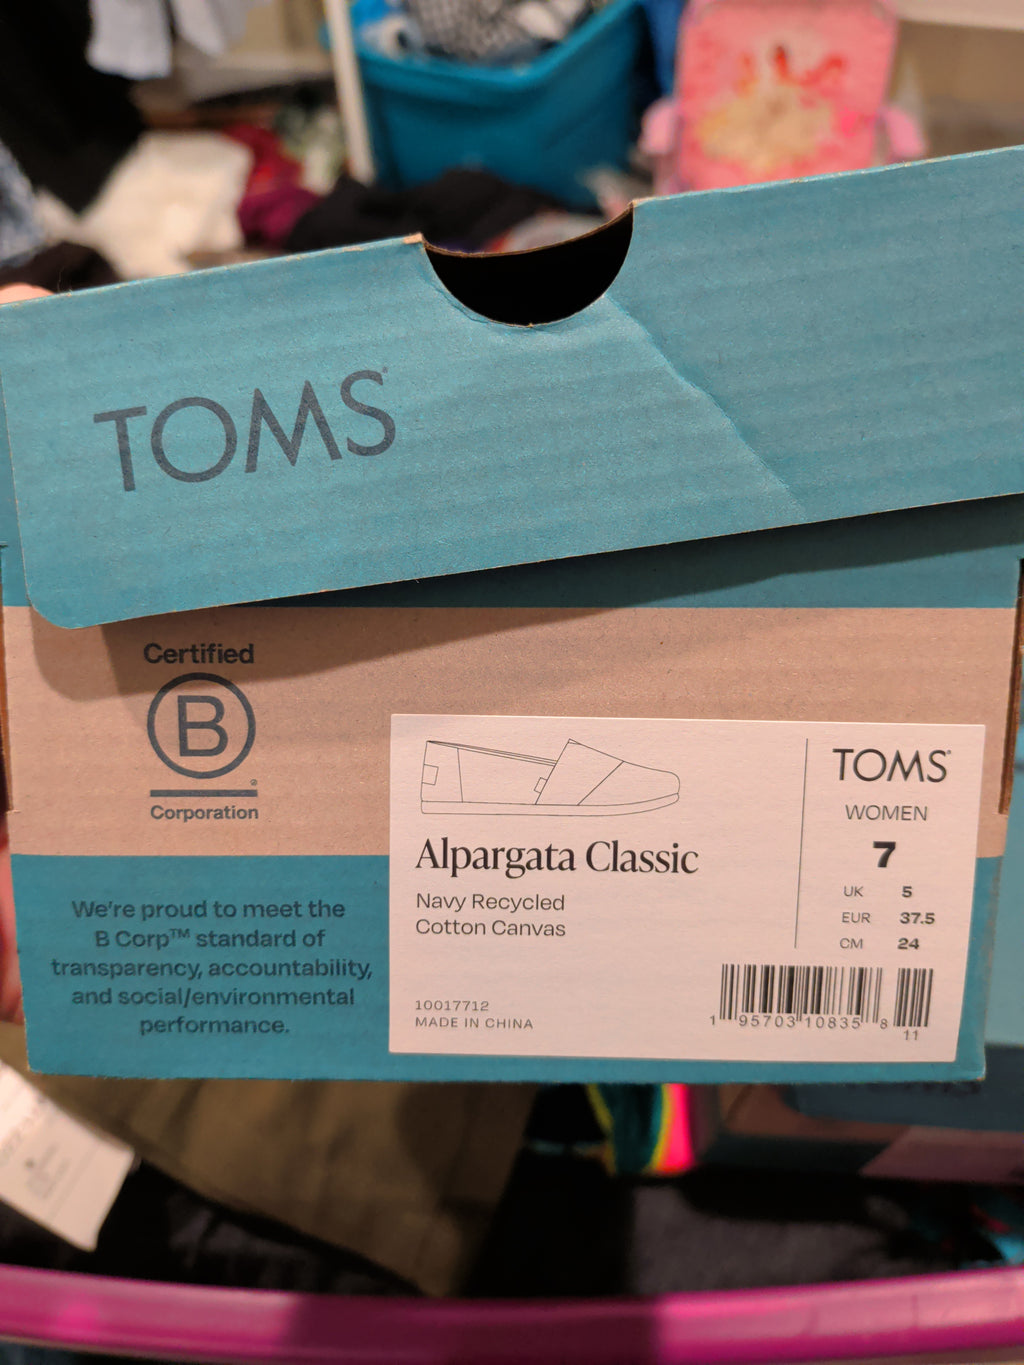 TOMS
Certified
B
Corporation
We're proud to meet the
B Corp™ standard of
transparency, accountability,
and social/environmental
performance.
Alpargata Classic
Navy Recycled
Cotton Canvas
10017712
MADE IN CHINA
TOMS
WOMEN
7
UK 5
EUR 37.5
CM 24
1 95703 10835 8
11